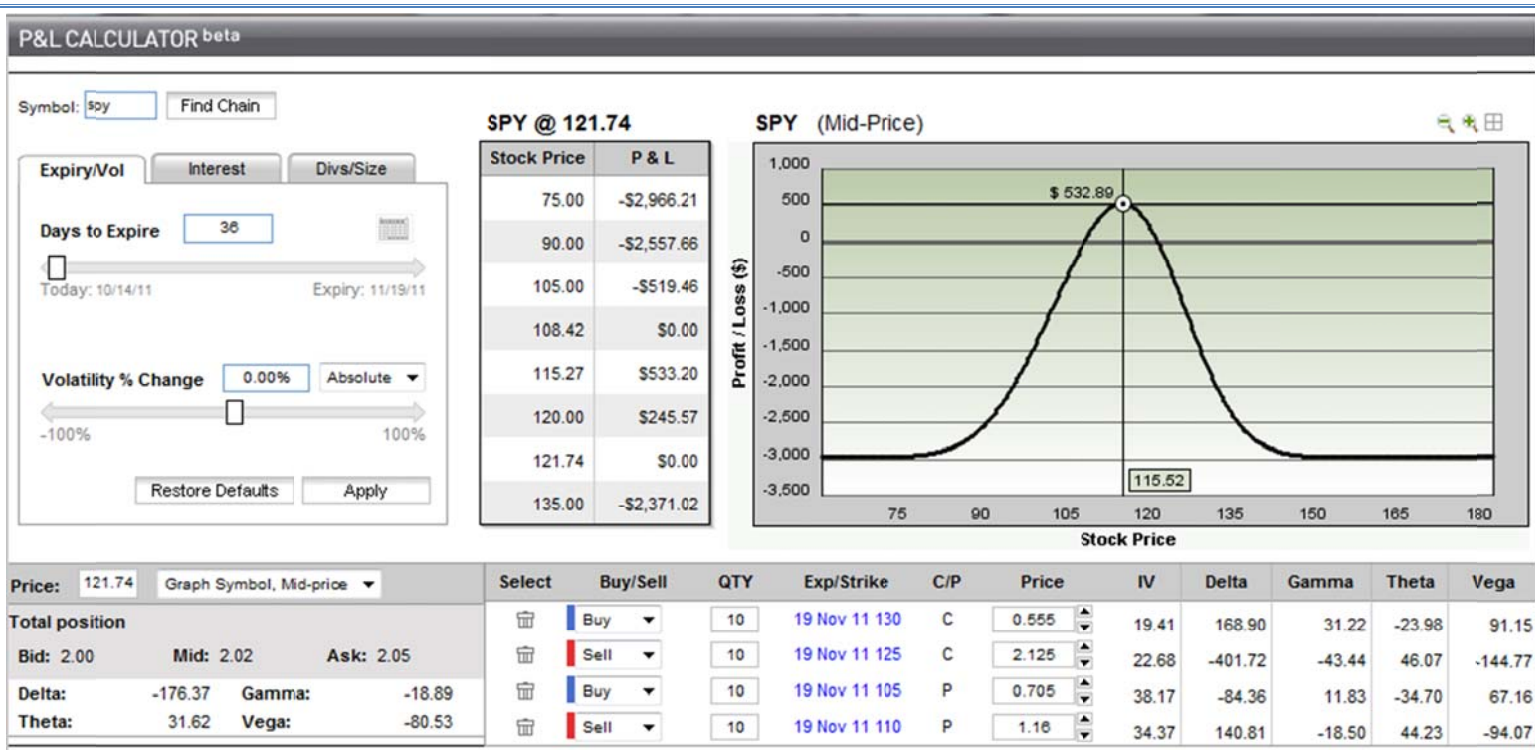 P&L CALCULATOR beta
Symbol: spy Find Chain
Expiry/Vol Interest Divs/Size
Days to Expire 36
Today: 10/14/11 Expiry: 11/19/11
Volatility % Change 0.00% Absolute
-100% 100%
Restore Defaults Apply
SPY @ 121.74
Stock Price P & L
75.00 -$2,966.21
90.00 -$2,557.66
105.00 -$519.46
108.42 $0.00
115.27 $533.20
120.00 $245.57
121.74 $0.00
135.00 -$2,371.02
SPY (Mid-Price)
Profit / Loss ($)
1,000
500
0
-500
-1,000
-1,500
-2,000
-2,500
-3,000
-3,500
$ 532.89
115.52
75 90 105 120 135 150 165 180
Stock Price
Price: 121.74 Graph Symbol, Mid-price
Total position
Bid: 2.00 Mid: 2.02 Ask: 2.05
Delta: -176.37 Gamma: -18.89
Theta: 31.62 Vega: -80.53
Select Buy/Sell QTY Exp/Strike C/P Price IV Delta Gamma Theta Vega
Buy 10 19 Nov 11 130 C 0.555 19.41 168.90 31.22 -23.98 91.15
Sell 10 19 Nov 11 125 C 2.125 22.68 -401.72 -43.44 46.07 -144.77
Buy 10 19 Nov 11 105 P 0.705 38.17 -84.36 11.83 -34.70 67.16
Sell 10 19 Nov 11 110 P 1.16 34.37 140.81 -18.50 44.23 -94.07